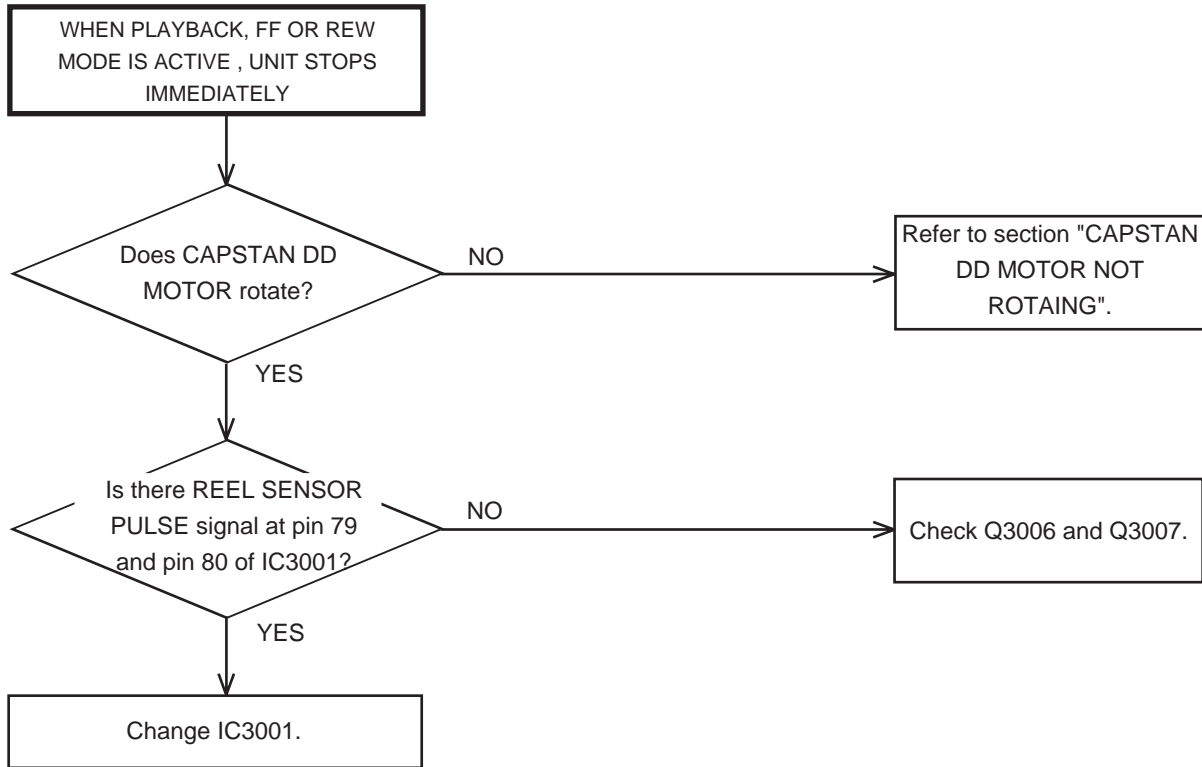 WHEN PLAYBACK, FF OR REW
MODE IS ACTIVE , UNIT STOPS
IMMEDIATELY
Does CAPSTAN DD
MOTOR rotate?
NO
Refer to section "CAPSTAN
DD MOTOR NOT
ROTAING".
YES
Is there REEL SENSOR
PULSE signal at pin 79
and pin 80 of IC3001?
NO
Check Q3006 and Q3007.
YES
Change IC3001.